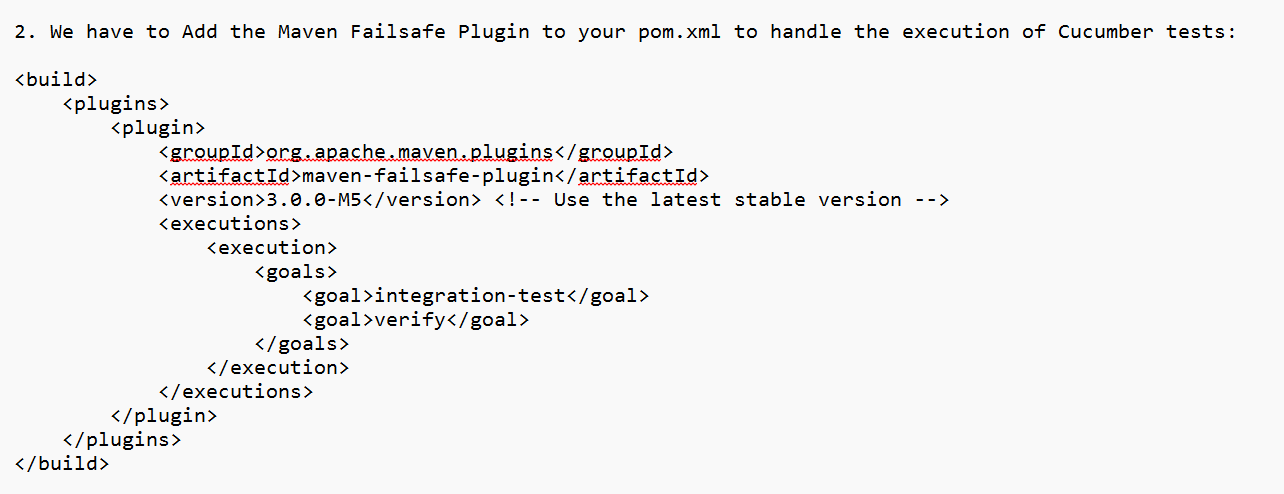 2. We have to Add the Maven Failsafe Plugin to your pom.xml to handle the execution of Cucumber tests:
<build>
<plugins>
<plugin>
<groupId>org.apache.maven.plugins</groupId>
<artifactId>maven-failsafe-plugin</artifactId>
<version>3.0.0-M5</version> <!-- Use the latest stable version -->
<executions>
<execution>
<goals>
<goal>integration-test</goal>
<goal>verify</goal>
</goals>
</execution>
</executions>
</plugin>
</plugins>
</build>